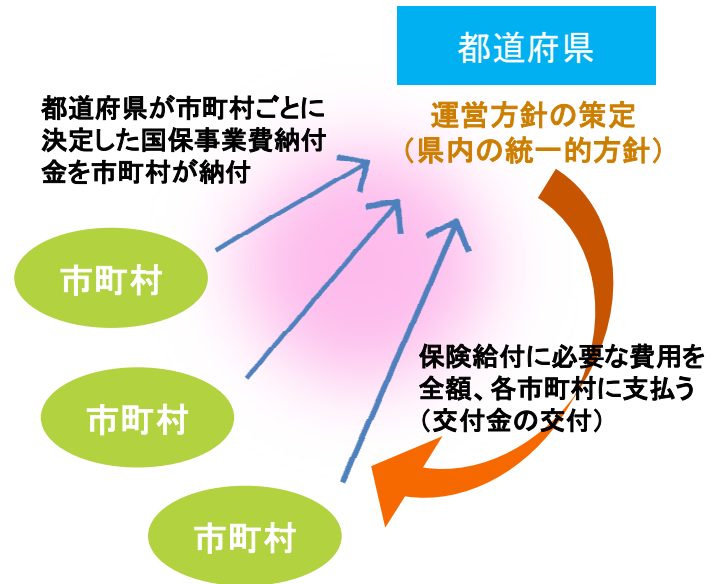 都道府県
運営方針の策定
（県内の統一的方針）
都道府県が市町村ごとに
決定した国保事業費納付
金を市町村が納付
市町村
市町村
市町村
保険給付に必要な費用を
全額、各市町村に支払う
（交付金の交付）